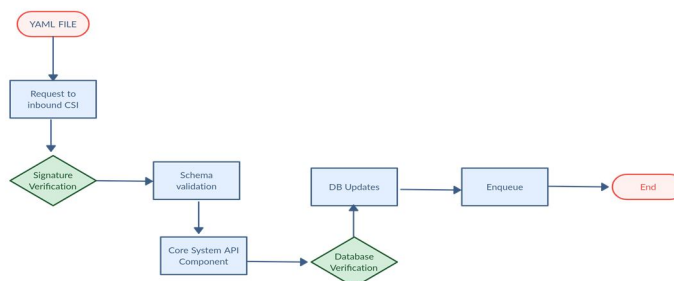 YAML FILE
Request to
inbound CSI
Signature
Verification
Schema
validation
Core System API
Component
Database
Verification
DB Updates
Enqueue
End